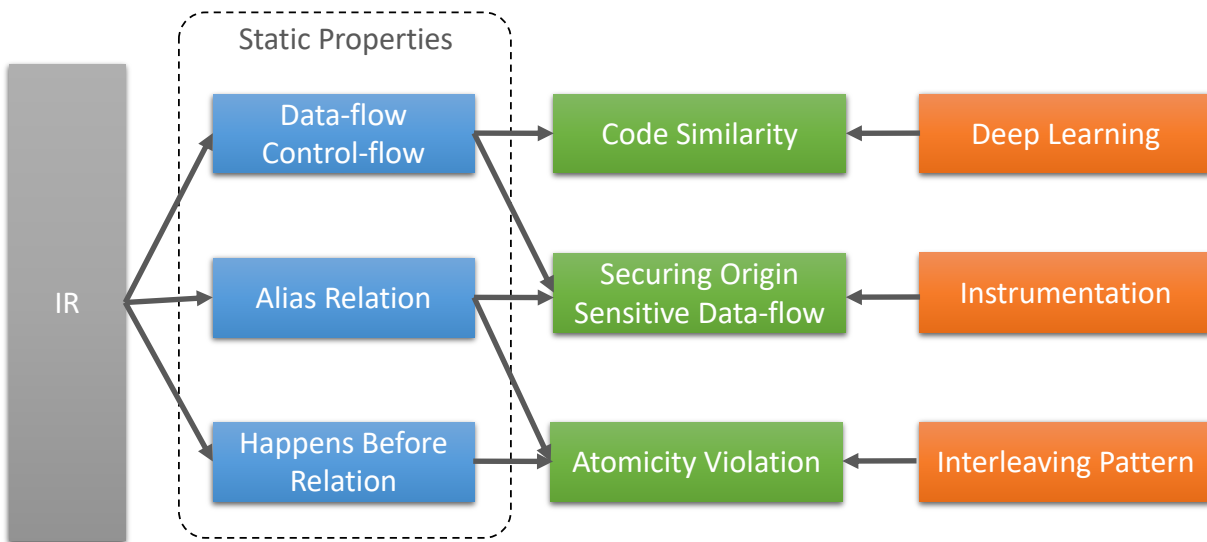 Static Properties
Data-flow
Control-flow
Code Similarity
Deep Learning
IR
Alias Relation
Securing Origin
Sensitive Data-flow
Instrumentation
Happens Before
Relation
Atomicity Violation
Interleaving Pattern